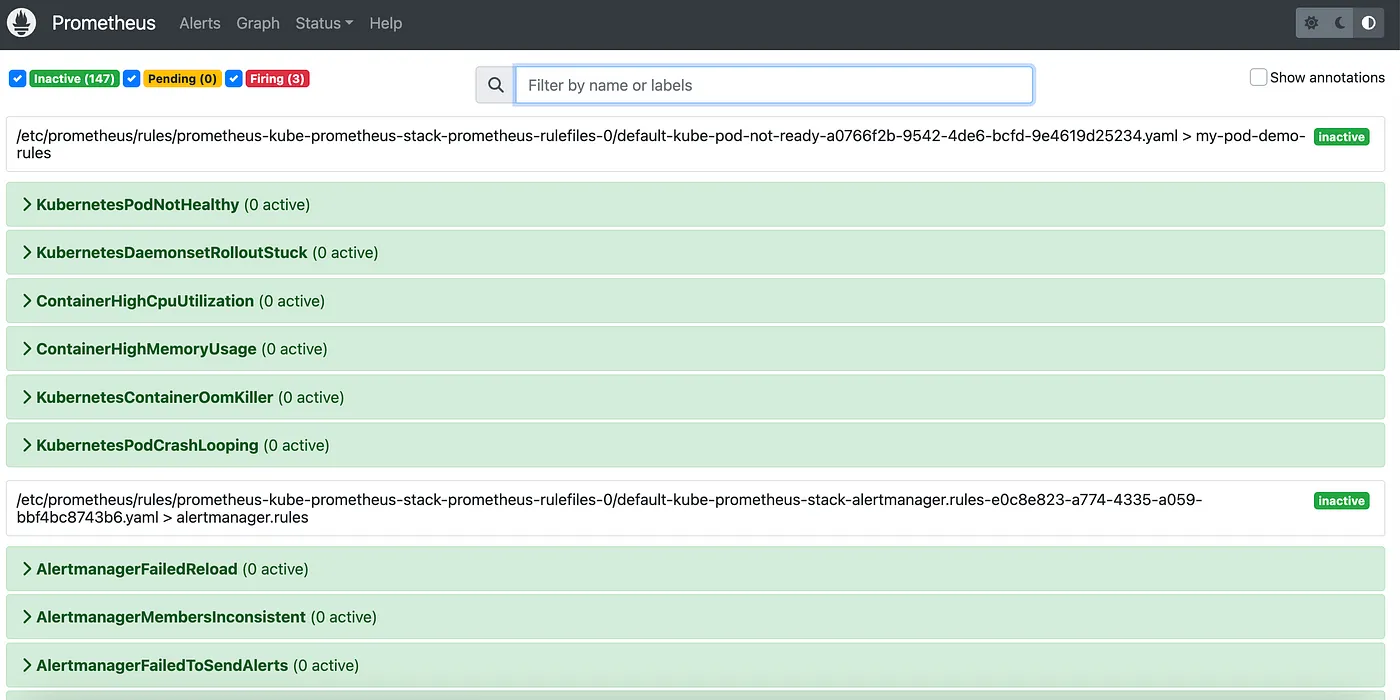 Prometheus Alerts Graph Status Help
Inactive (147) Pending (0) Firing (3) Filter by name or labels Show annotations
/etc/prometheus/rules/prometheus-kube-prometheus-stack-prometheus-rulefiles-0/default-kube-pod-not-ready-a0766f2b-9542-4de6-bcfd-9e4619d25234.yaml > my-pod-demo- inactive
rules
KubernetesPodNotHealthy (0 active)
KubernetesDaemonsetRolloutStuck (0 active)
ContainerHighCpuUtilization (0 active)
ContainerHighMemoryUsage (0 active)
KubernetesContainerOomKiller (0 active)
KubernetesPodCrashLooping (0 active)
/etc/prometheus/rules/prometheus-kube-prometheus-stack-prometheus-rulefiles-0/default-kube-prometheus-stack-alertmanager.rules-e0c8e823-a774-4335-a059- inactive
bbf4bc8743b6.yaml > alertmanager.rules
AlertmanagerFailedReload (0 active)
AlertmanagerMembersInconsistent (0 active)
AlertmanagerFailedToSendAlerts (0 active)